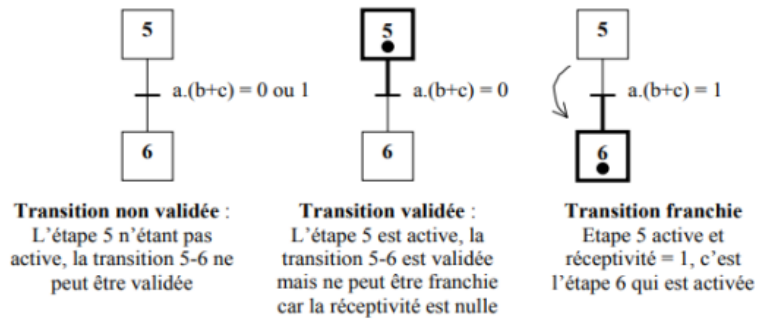 5
a.(b+c) = 0 ou 1
6
Transition non validée :
L'étape 5 n'étant pas
active, la transition 5-6 ne
peut être validée
5
a.(b+c) = 0
6
Transition validée :
L'étape 5 est active, la
transition 5-6 est validée
mais ne peut être franchie
car la réceptivité est nulle
5
a.(b+c) = 1
6
Transition franchie
Etape 5 active et
réceptivité = 1, c'est
l'étape 6 qui est activée